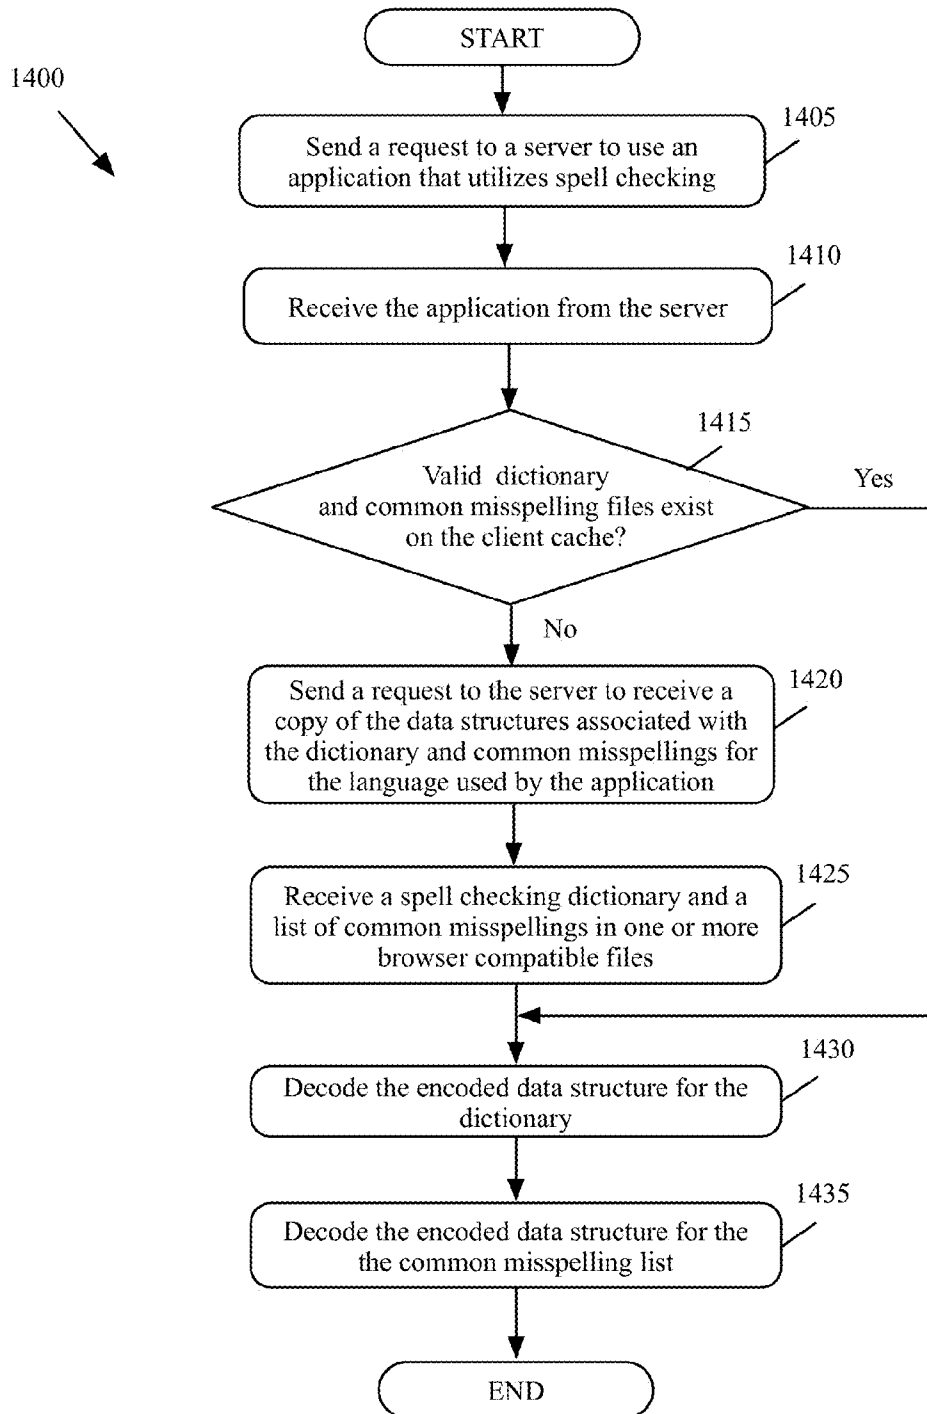 START
1400
1405
Send a request to a server to use an
application that utilizes spell checking
1410
Receive the application from the server
1415
Valid dictionary
and common misspelling files exist
on the client cache?
Yes
No
1420
Send a request to the server to receive a
copy of the data structures associated with
the dictionary and common misspellings for
the language used by the application
1425
Receive a spell checking dictionary and a
list of common misspellings in one or more
browser compatible files
1430
Decode the encoded data structure for the
dictionary
1435
Decode the encoded data structure for the
the common misspelling list
END